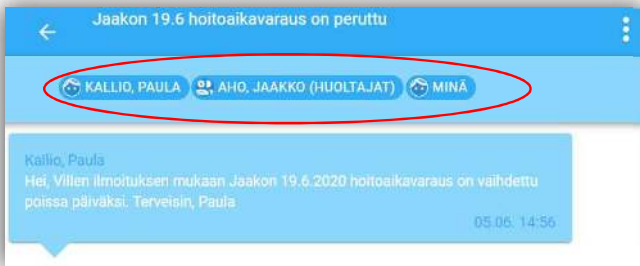 Jaakon 19.6 hoitoaikavaraus on peruttu
KALLIO, PAULA AHO, JAAKKO (HUOLTAJAT) MINÄ
Kallio, Paula
Hei, Villen ilmoituksen mukaan Jaakon 19.6.2020 hoitoaikavaraus on vaihdettu
poissa päiväksi. Terveisin, Paula
05.06. 14:56